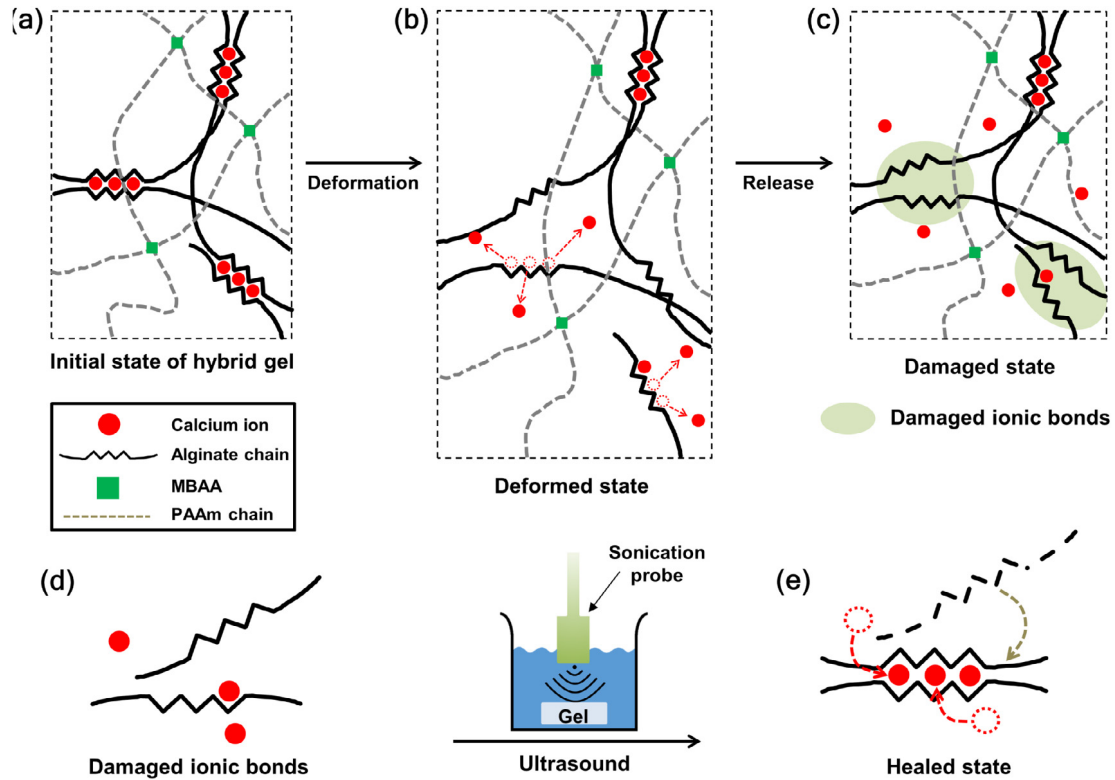 (a)
(b)
(c)
Deformation
Release
Initial state of hybrid gel
Deformed state
Damaged state
Calcium ion
Alginate chain
MBAA
PAAm chain
Damaged ionic bonds
(d)
Sonication
probe
(e)
Gel
Damaged ionic bonds
Ultrasound
Healed state